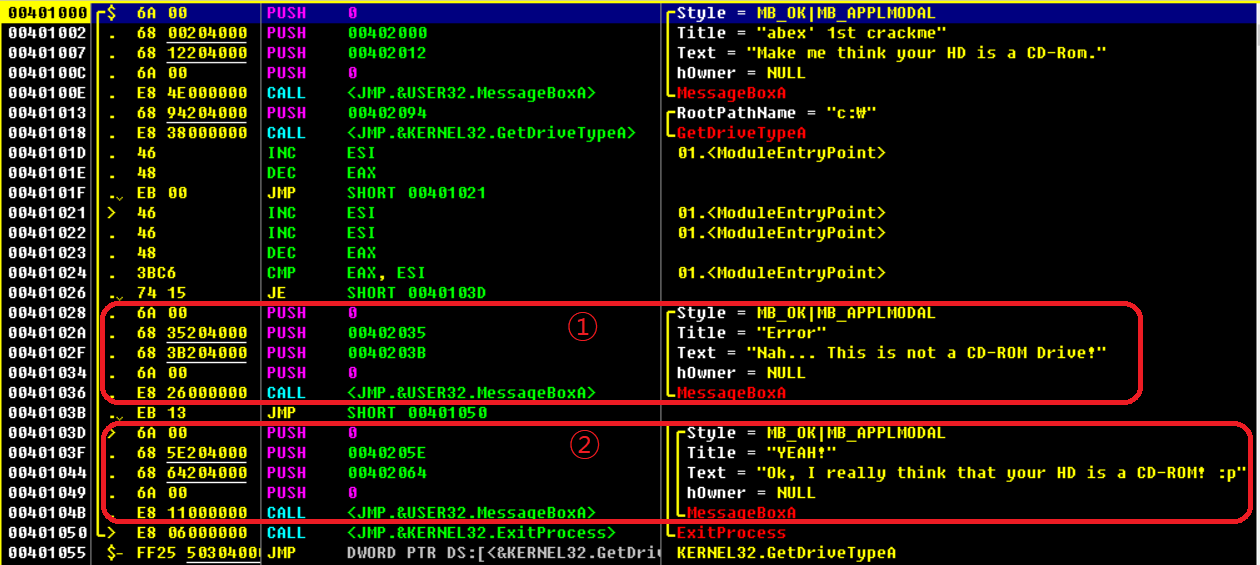 00401000 $ 6A 00 PUSH 0 Style = MB_OK|MB_APPLMODAL
00401002 . 68 00204000 PUSH 00402000 Title = "abex' 1st crackme"
00401007 . 68 12204000 PUSH 00402012 Text = "Make me think your HD is a CD-Rom."
0040100C . 6A 00 PUSH 0 hOwner = NULL
0040100E . E8 4E000000 CALL <JMP.&USER32.MessageBoxA> MessageBoxA
00401013 . 68 94204000 PUSH 00402094 RootPathName = "c:₩"
00401018 . E8 38000000 CALL <JMP.&KERNEL32.GetDriveTypeA> GetDriveTypeA
0040101D . 46 INC ESI 01.<ModuleEntryPoint>
0040101E . 48 DEC EAX
0040101F .⌄ EB 00 JMP SHORT 00401021
00401021 > 46 INC ESI 01.<ModuleEntryPoint>
00401022 . 46 INC ESI 01.<ModuleEntryPoint>
00401023 . 48 DEC EAX
00401024 . 3BC6 CMP EAX, ESI 01.<ModuleEntryPoint>
00401026 .⌄ 74 15 JE SHORT 0040103D
00401028 . 6A 00 PUSH 0 ① Style = MB_OK|MB_APPLMODAL
0040102A . 68 35204000 PUSH 00402035 Title = "Error"
0040102F . 68 3B204000 PUSH 0040203B Text = "Nah... This is not a CD-ROM Drive!"
00401034 . 6A 00 PUSH 0 hOwner = NULL
00401036 . E8 26000000 CALL <JMP.&USER32.MessageBoxA> MessageBoxA
0040103B .⌄ EB 13 JMP SHORT 00401050
0040103D > 6A 00 PUSH 0 ② Style = MB_OK|MB_APPLMODAL
0040103F . 68 5E204000 PUSH 0040205E Title = "YEAH!"
00401044 . 68 64204000 PUSH 00402064 Text = "Ok, I really think that your HD is a CD-ROM! :p"
00401049 . 6A 00 PUSH 0 hOwner = NULL
0040104B . E8 11000000 CALL <JMP.&USER32.MessageBoxA> MessageBoxA
00401050 > E8 06000000 CALL <JMP.&KERNEL32.ExitProcess> ExitProcess
00401055 $- FF25 50304000 JMP DWORD PTR DS:[<&KERNEL32.GetDriv KERNEL32.GetDriveTypeA